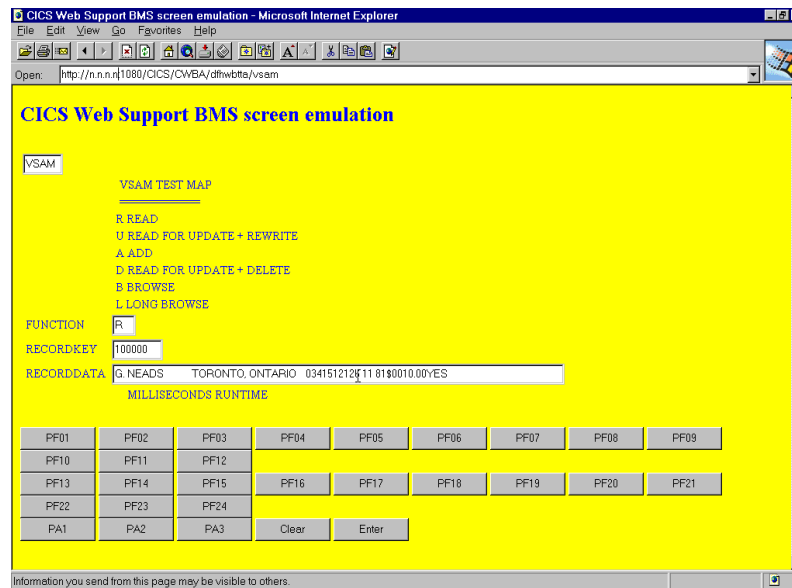 CICS Web Support BMS screen emulation - Microsoft Internet Explorer
File Edit View Go Favorites Help
Open: http://n.n.n.n:1080/CICS/CWBA/dfhwbtta/vsam
CICS Web Support BMS screen emulation
VSAM
VSAM TEST MAP
R READ
U READ FOR UPDATE + REWRITE
A ADD
D READ FOR UPDATE + DELETE
B BROWSE
L LONG BROWSE
FUNCTION R
RECORDKEY 100000
RECORDDATA G. NEADS TORONTO, ONTARIO 81$0010.00YES
MILLISECONDS RUNTIME
PF01 PF02 PF03 PF04 PF05 PF06 PF07 PF08 PF09
PF10 PF11 PF12
PF13 PF14 PF15 PF16 PF17 PF18 PF19 PF20 PF21
PF22 PF23 PF24
PA1 PA2 PA3 Clear Enter
Information you send from this page may be visible to others.